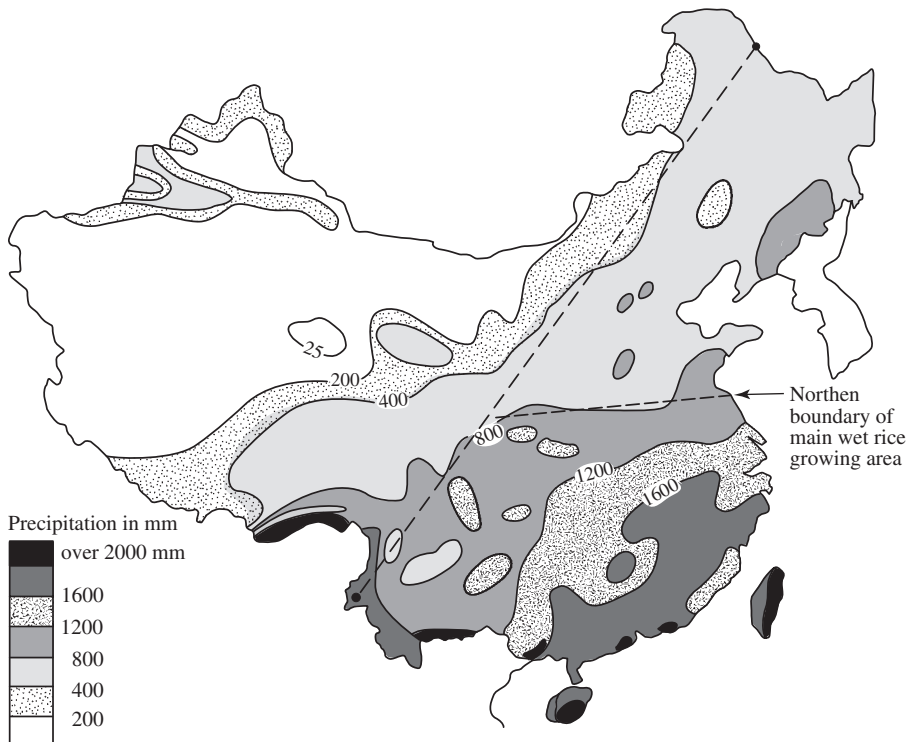 25
200
400
800
1200
1600
Northen
boundary of
main wet rice
growing area
Precipitation in mm
over 2000 mm
1600
1200
800
400
200